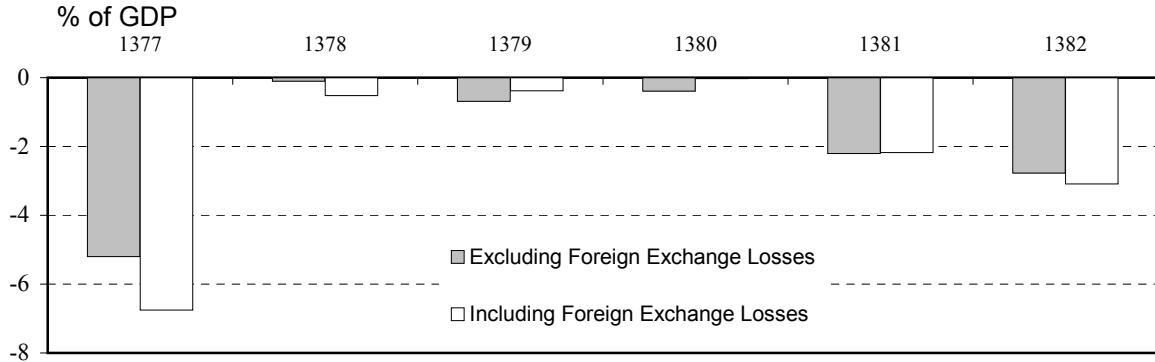 % of GDP
1377 1378 1379 1380 1381 1382
0
-2
-4
-6
-8
Excluding Foreign Exchange Losses
Including Foreign Exchange Losses